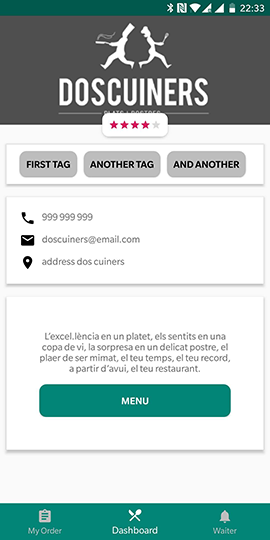 22:33
DOSCUINERS
PLATS I POSTRES
FIRST TAG
ANOTHER TAG
AND ANOTHER
999 999 999
doscuiners@email.com
address dos cuiners
L'excel.lència en un platet, els sentits en una
copa de vi, la sorpresa en un delicat postre, el
plaer de ser mimat, el teu temps, el teu record,
a partir d'avui, el teu restaurant.
MENU
My Order
Dashboard
Waiter